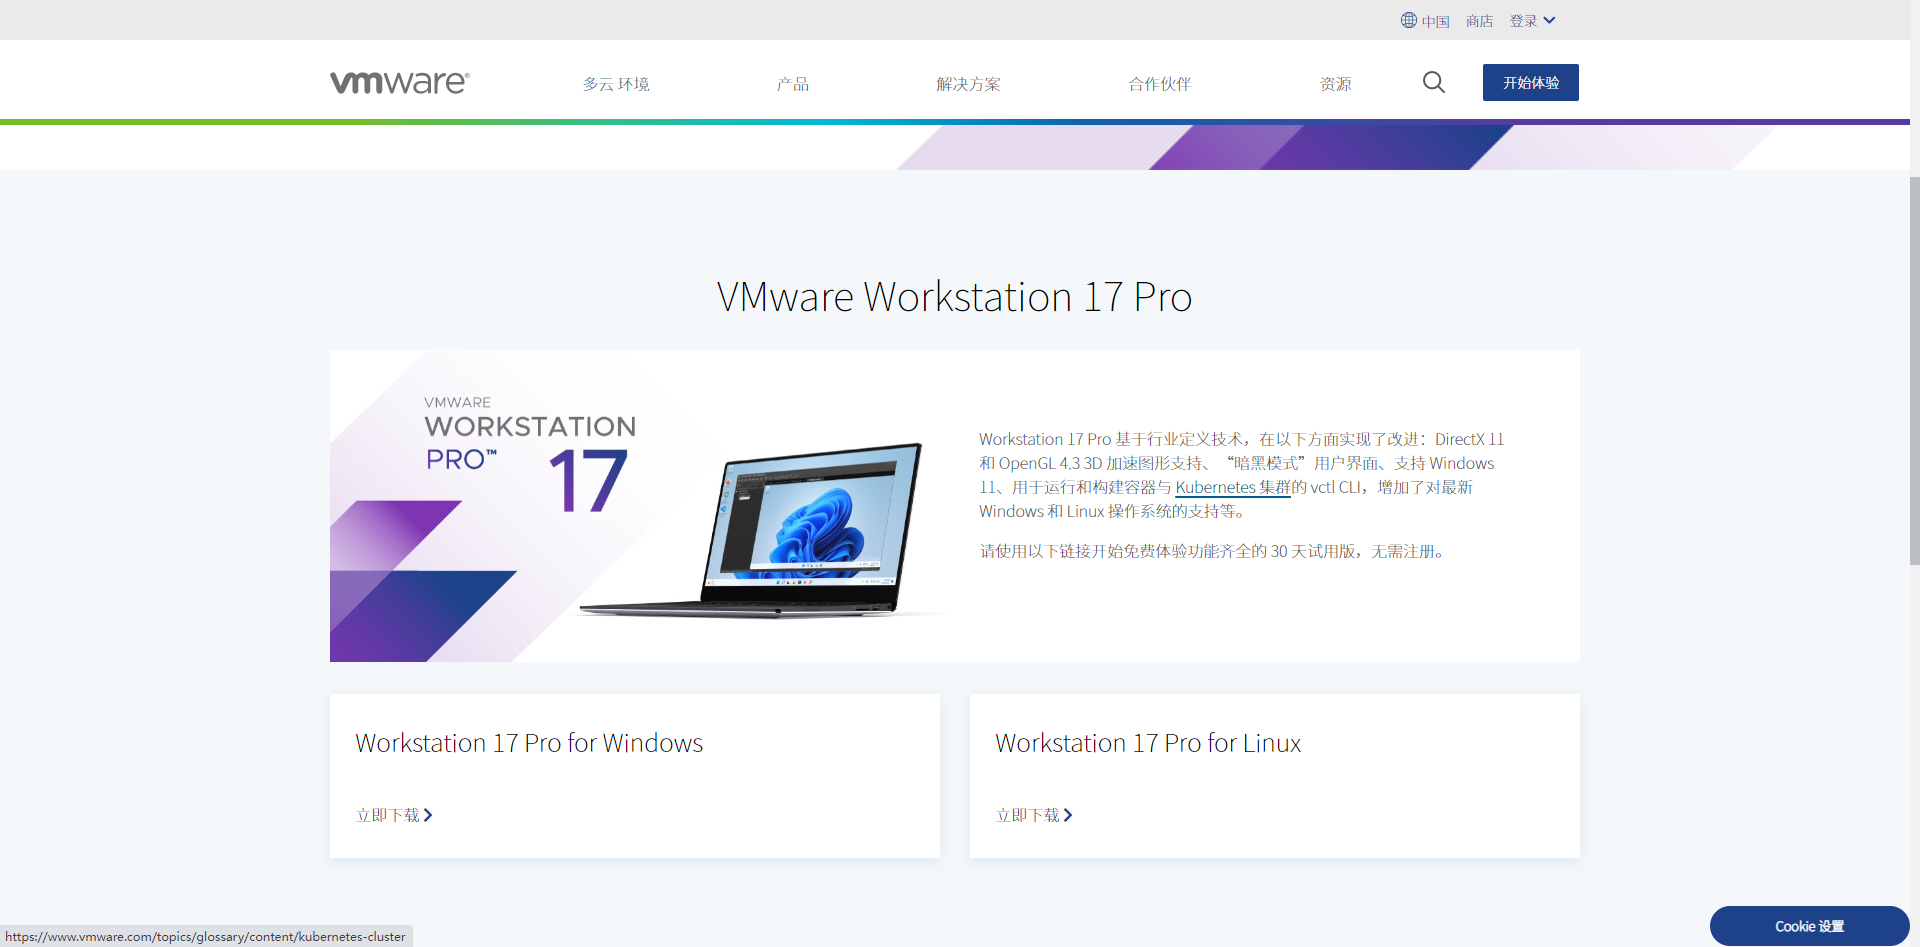 中国 商店 登录
vmware® 多云 环境 产品 解决方案 合作伙伴 资源 开始体验
VMware Workstation 17 Pro
VMWARE
WORKSTATION
PRO™ 17
Workstation 17 Pro 基于行业定义技术，在以下方面实现了改进：DirectX 11
和 OpenGL 4.3 3D 加速图形支持、“暗黑模式”用户界面、支持 Windows
11、用于运行和构建容器与 Kubernetes 集群的 vctl CLI，增加了对最新
Windows 和 Linux 操作系统的支持等。
请使用以下链接开始免费体验功能齐全的 30 天试用版，无需注册。
Workstation 17 Pro for Windows
立即下载
Workstation 17 Pro for Linux
立即下载
Cookie 设置
https://www.vmware.com/topics/glossary/content/kubernetes-cluster